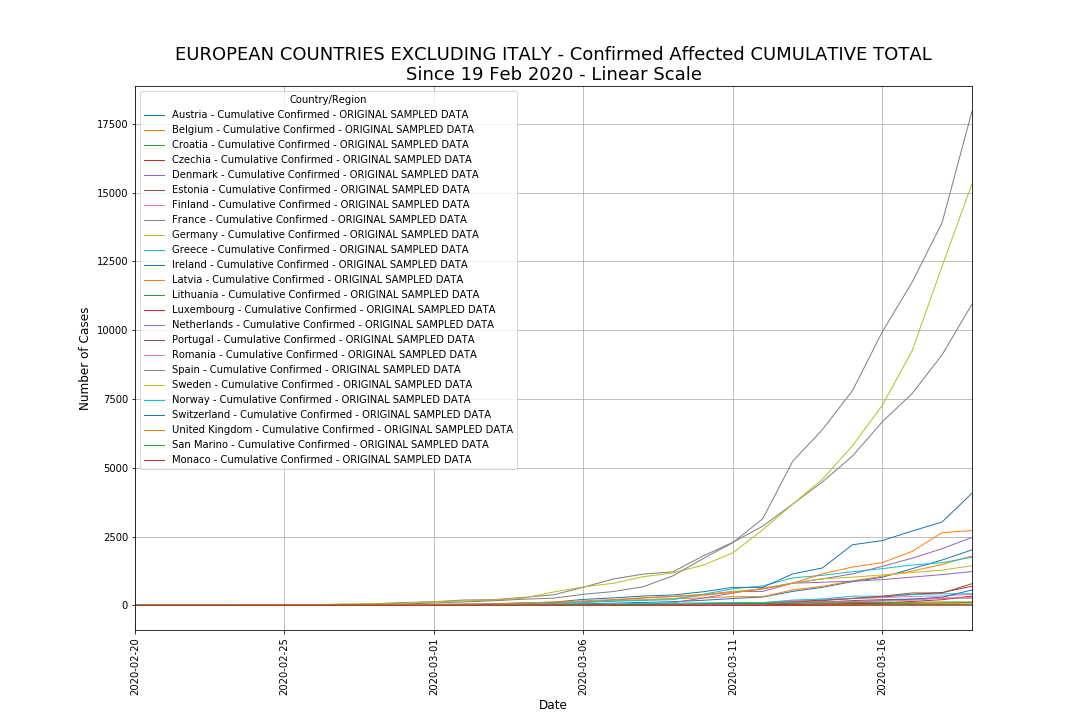 EUROPEAN COUNTRIES EXCLUDING ITALY - Confirmed Affected CUMULATIVE TOTAL
Since 19 Feb 2020 - Linear Scale
Country/Region
Austria - Cumulative Confirmed - ORIGINAL SAMPLED DATA
Belgium - Cumulative Confirmed - ORIGINAL SAMPLED DATA
Croatia - Cumulative Confirmed - ORIGINAL SAMPLED DATA
Czechia - Cumulative Confirmed - ORIGINAL SAMPLED DATA
Denmark - Cumulative Confirmed - ORIGINAL SAMPLED DATA
Estonia - Cumulative Confirmed - ORIGINAL SAMPLED DATA
Finland - Cumulative Confirmed - ORIGINAL SAMPLED DATA
France - Cumulative Confirmed - ORIGINAL SAMPLED DATA
Germany - Cumulative Confirmed - ORIGINAL SAMPLED DATA
Greece - Cumulative Confirmed - ORIGINAL SAMPLED DATA
Ireland - Cumulative Confirmed - ORIGINAL SAMPLED DATA
Latvia - Cumulative Confirmed - ORIGINAL SAMPLED DATA
Lithuania - Cumulative Confirmed - ORIGINAL SAMPLED DATA
Luxembourg - Cumulative Confirmed - ORIGINAL SAMPLED DATA
Netherlands - Cumulative Confirmed - ORIGINAL SAMPLED DATA
Portugal - Cumulative Confirmed - ORIGINAL SAMPLED DATA
Romania - Cumulative Confirmed - ORIGINAL SAMPLED DATA
Spain - Cumulative Confirmed - ORIGINAL SAMPLED DATA
Sweden - Cumulative Confirmed - ORIGINAL SAMPLED DATA
Norway - Cumulative Confirmed - ORIGINAL SAMPLED DATA
Switzerland - Cumulative Confirmed - ORIGINAL SAMPLED DATA
United Kingdom - Cumulative Confirmed - ORIGINAL SAMPLED DATA
San Marino - Cumulative Confirmed - ORIGINAL SAMPLED DATA
Monaco - Cumulative Confirmed - ORIGINAL SAMPLED DATA
Number of Cases
17500
15000
12500
10000
7500
5000
2500
0
2020-02-20
2020-02-25
2020-03-01
2020-03-06
2020-03-11
2020-03-16
Date